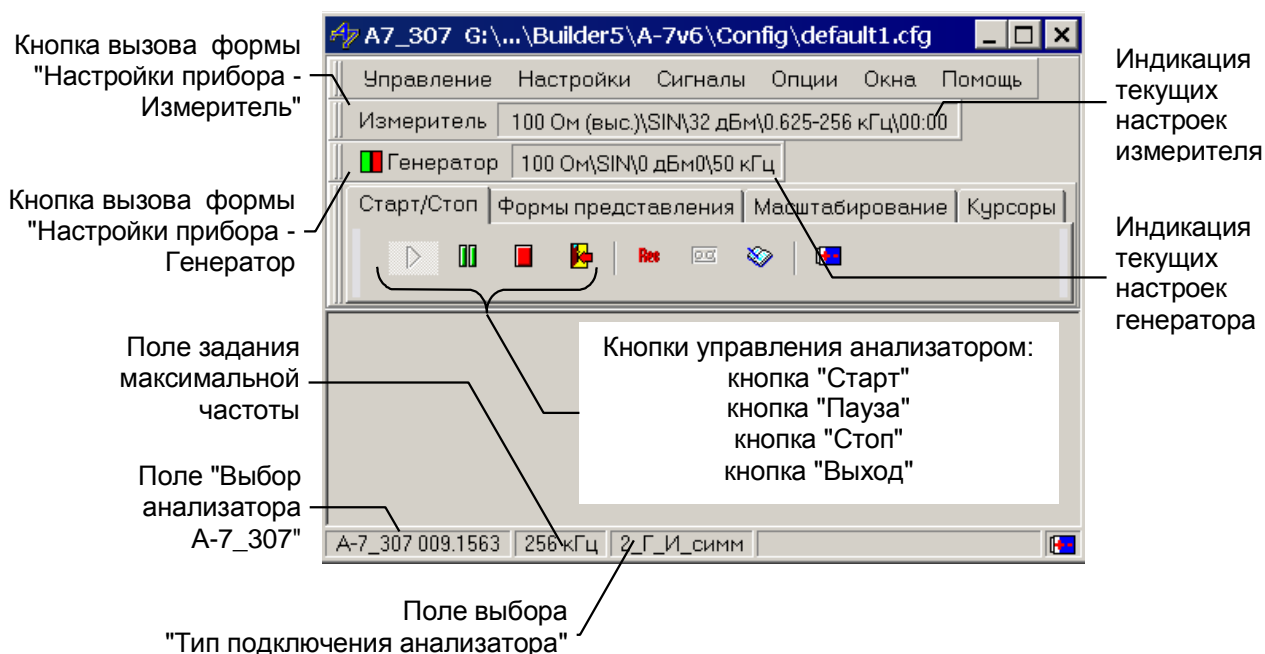 A7_307 G:\...\Builder5\A-7v6\Config\default1.cfg
Кнопка вызова формы
"Настройки прибора -
Измеритель"
Управление Настройки Сигналы Опции Окна Помощь
Измеритель 100 Ом (выс.)\SIN\32 дБм\0.625-256 кГц\00:00
Генератор 100 Ом\SIN\0 дБм0\50 кГц
Индикация
текущих
настроек
измерителя
Кнопка вызова формы
"Настройки прибора -
Генератор
Старт/Стоп Формы представления Масштабирование Курсоры
Rec
Индикация
текущих
настроек
генератора
Поле задания
максимальной
частоты
Кнопки управления анализатором:
кнопка "Старт"
кнопка "Пауза"
кнопка "Стоп"
кнопка "Выход"
Поле "Выбор
анализатора
А-7_307"
А-7_307 009.1563 256 кГц 2_Г_И_симм
Поле выбора
"Тип подключения анализатора"